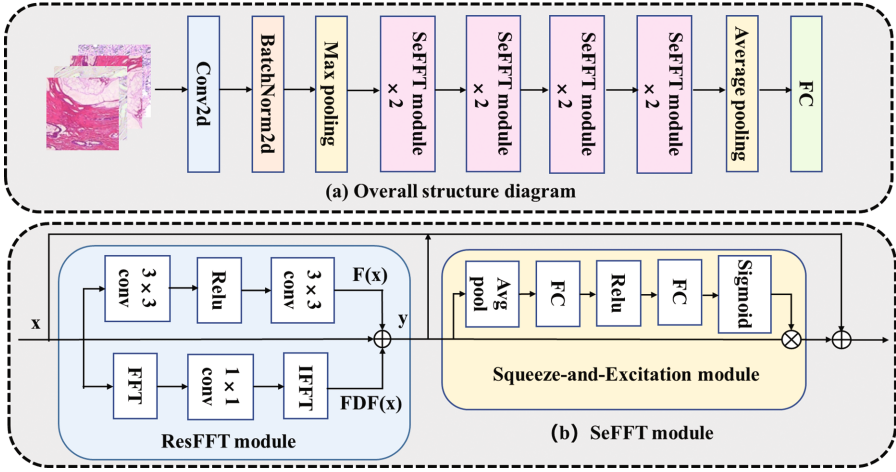 Conv2d
BatchNorm2d
Max pooling
SeFFT module
× 2
SeFFT module
× 2
SeFFT module
× 2
SeFFT module
× 2
Average pooling
FC
(a) Overall structure diagram
x
3 × 3
conv
Relu
3 × 3
conv
F(x)
FFT
1 × 1
conv
IFFT
FDF(x)
ResFFT module
y
Avg
pool
FC
Relu
FC
Sigmoid
Squeeze-and-Excitation module
(b) SeFFT module